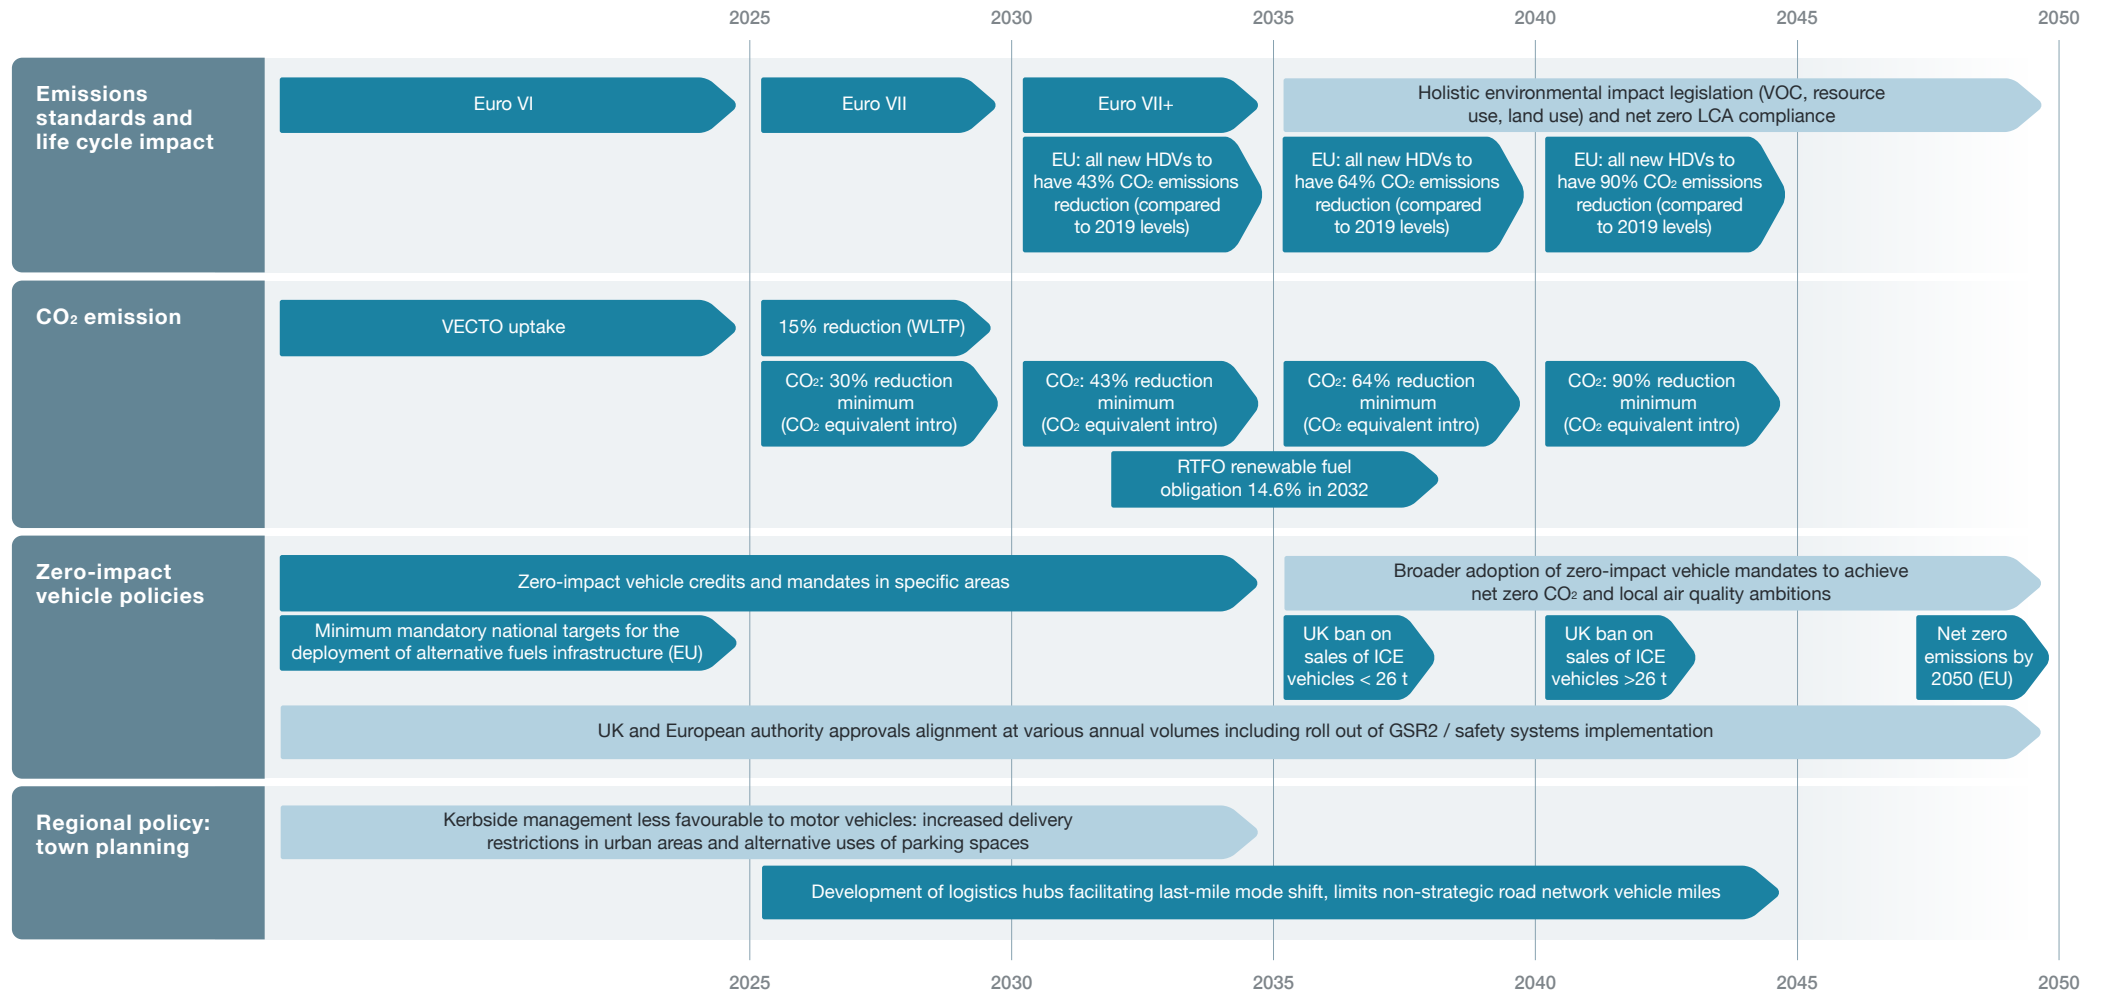 2025 2030 2035 2040 2045 2050
Emissions
standards and
life cycle impact
Euro VI
Euro VII
Euro VII+
Holistic environmental impact legislation (VOC, resource
use, land use) and net zero LCA compliance
EU: all new HDVs to
have 43% CO₂ emissions
reduction (compared
to 2019 levels)
EU: all new HDVs to
have 64% CO₂ emissions
reduction (compared
to 2019 levels)
EU: all new HDVs to
have 90% CO₂ emissions
reduction (compared
to 2019 levels)
CO₂ emission
VECTO uptake
15% reduction (WLTP)
CO₂: 30% reduction
minimum
(CO₂ equivalent intro)
CO₂: 43% reduction
minimum
(CO₂ equivalent intro)
CO₂: 64% reduction
minimum
(CO₂ equivalent intro)
CO₂: 90% reduction
minimum
(CO₂ equivalent intro)
RTFO renewable fuel
obligation 14.6% in 2032
Zero-impact
vehicle policies
Zero-impact vehicle credits and mandates in specific areas
Broader adoption of zero-impact vehicle mandates to achieve
net zero CO₂ and local air quality ambitions
Minimum mandatory national targets for the
deployment of alternative fuels infrastructure (EU)
UK ban on
sales of ICE
vehicles < 26 t
UK ban on
sales of ICE
vehicles >26 t
Net zero
emissions by
2050 (EU)
UK and European authority approvals alignment at various annual volumes including roll out of GSR2 / safety systems implementation
Regional policy:
town planning
Kerbside management less favourable to motor vehicles: increased delivery
restrictions in urban areas and alternative uses of parking spaces
Development of logistics hubs facilitating last-mile mode shift, limits non-strategic road network vehicle miles
2025 2030 2035 2040 2045 2050